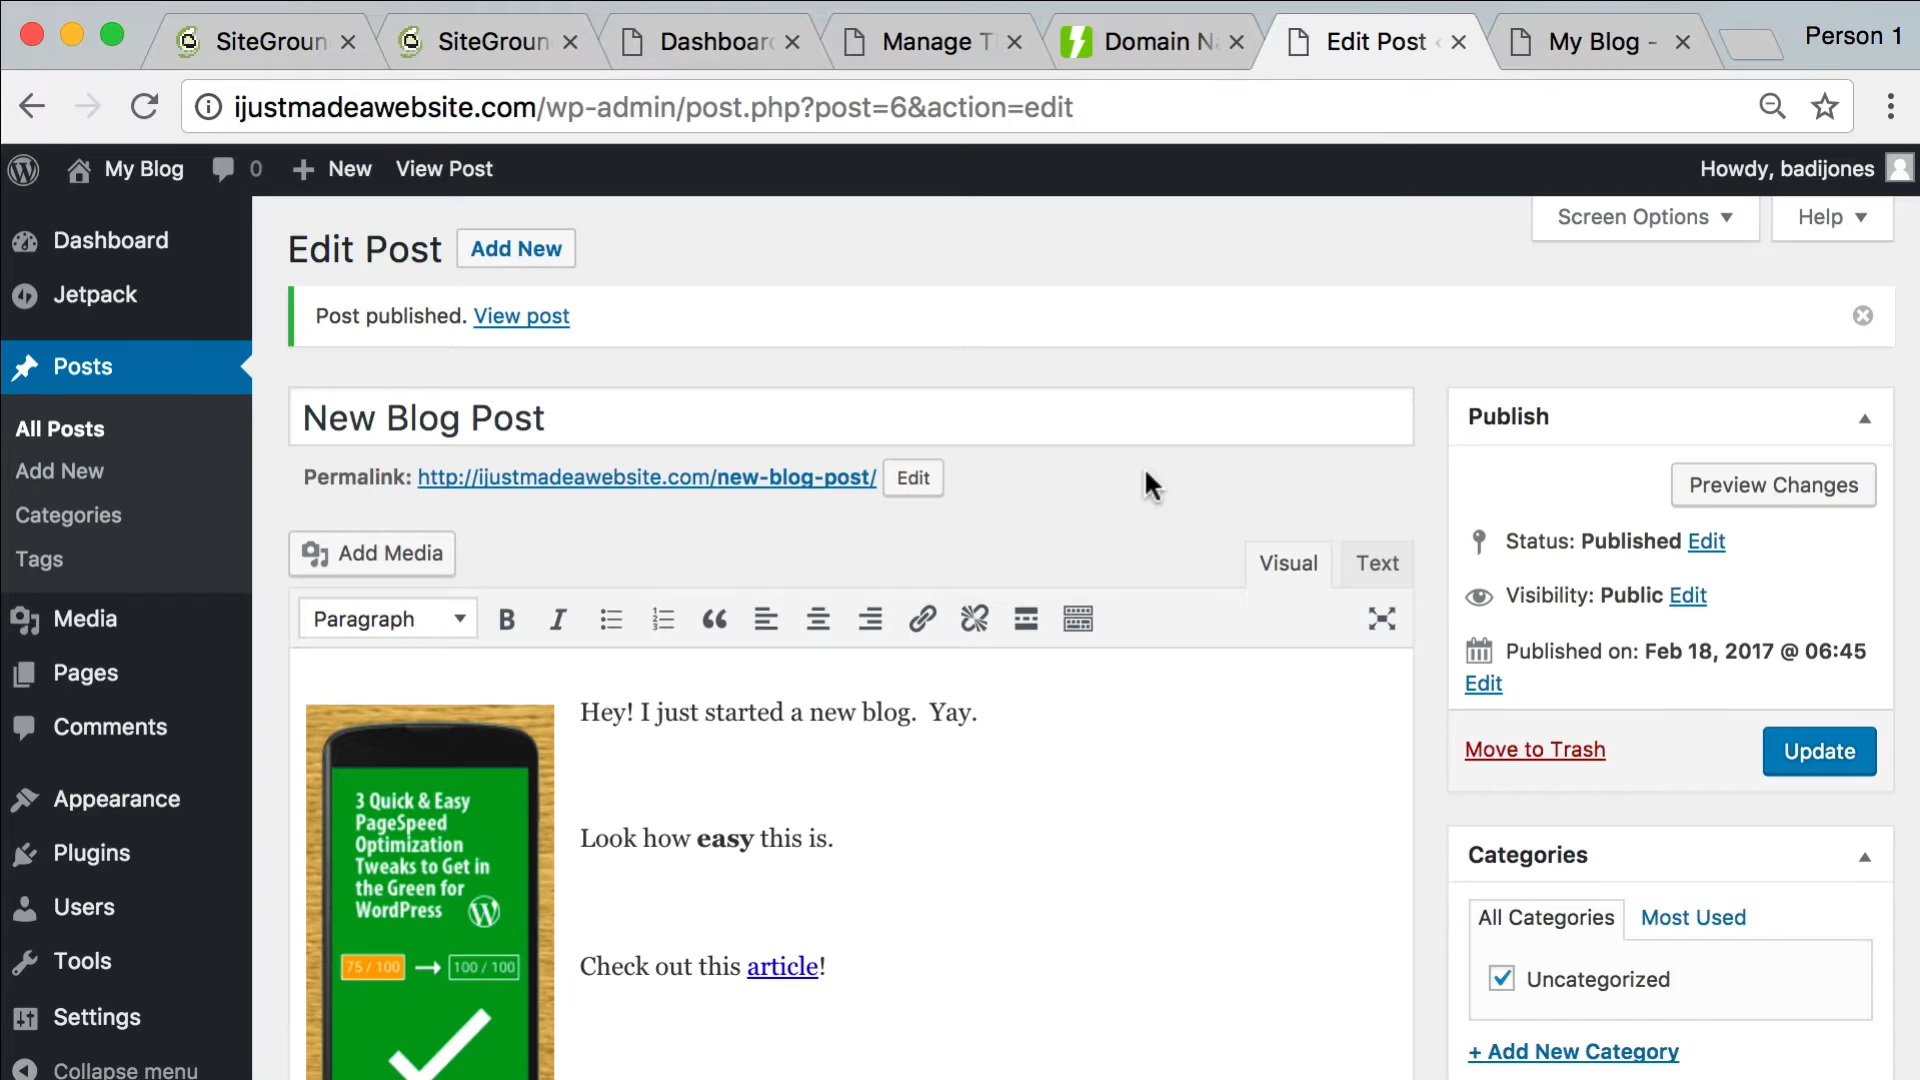 SiteGroun
SiteGroun
Dashboar
Manage T
Domain N
Edit Post
My Blog -
Person 1
ijustmadeawebsite.com/wp-admin/post.php?post=6&action=edit
My Blog
0
New
View Post
Howdy, badijones
Dashboard
Jetpack
Posts
All Posts
Add New
Categories
Tags
Media
Pages
Comments
Appearance
Plugins
Users
Tools
Settings
Collapse menu
Screen Options
Help
Edit Post
Add New
Post published. View post
New Blog Post
Permalink: http://ijustmadeawebsite.com/new-blog-post/ Edit
Add Media
Visual
Text
Paragraph
Hey! I just started a new blog.  Yay.
Look how easy this is.
Check out this article!
3 Quick & Easy
PageSpeed
Optimization
Tweaks to Get in
the Green for
WordPress
75 / 100
100 / 100
Publish
Preview Changes
Status: Published Edit
Visibility: Public Edit
Published on: Feb 18, 2017 @ 06:45
Edit
Move to Trash
Update
Categories
All Categories
Most Used
Uncategorized
+ Add New Category